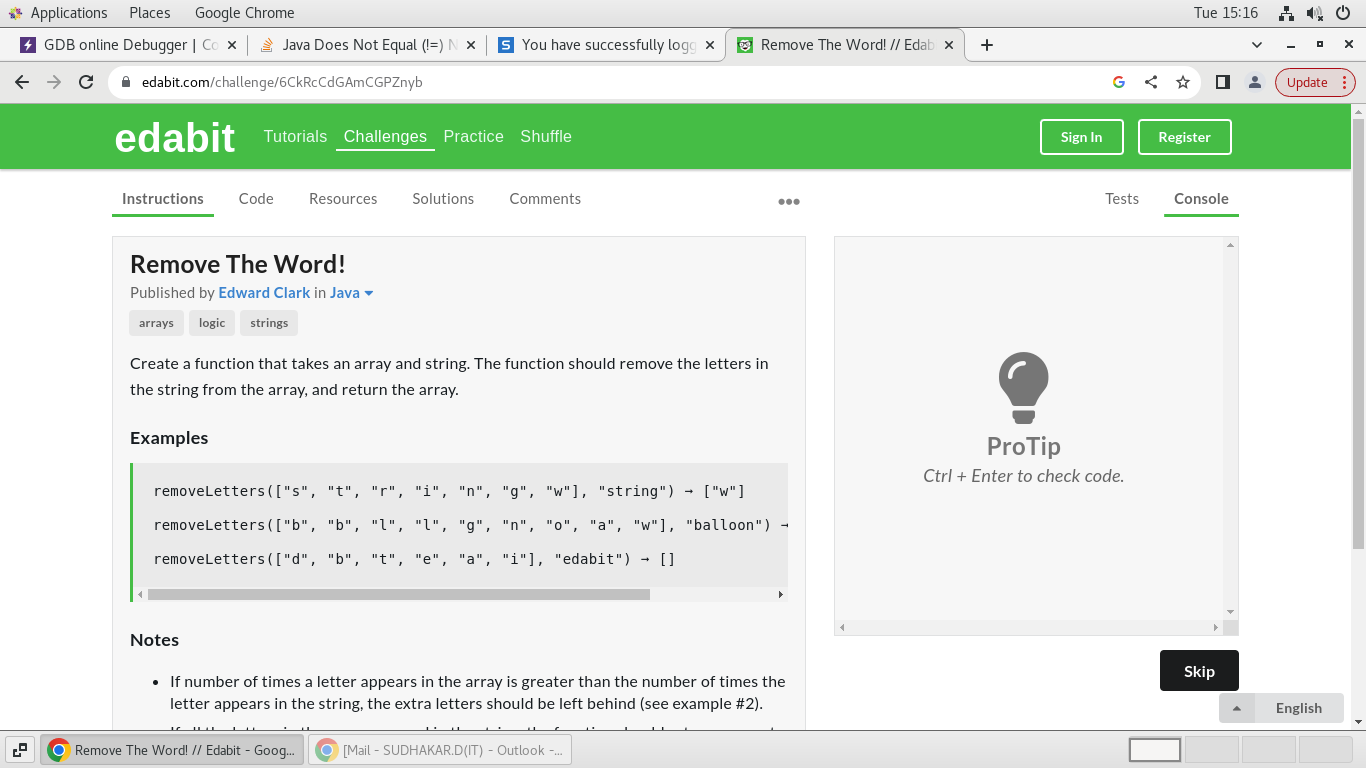 Applications Places Google Chrome Tue 15:16
GDB online Debugger | Co Java Does Not Equal (!=) N You have successfully logg Remove The Word! // Edab
edabit.com/challenge/6CkRcCdGAmCGPZnyb Update
edabit Tutorials Challenges Practice Shuffle Sign In Register
Instructions Code Resources Solutions Comments Tests Console
Remove The Word!
Published by Edward Clark in Java
arrays logic strings
Create a function that takes an array and string. The function should remove the letters in
the string from the array, and return the array.
Examples
removeLetters(["s", "t", "r", "i", "n", "g", "w"], "string") → ["w"]
removeLetters(["b", "b", "l", "l", "g", "n", "o", "a", "w"], "balloon") →
removeLetters(["d", "b", "t", "e", "a", "i"], "edabit") → []
ProTip
Ctrl + Enter to check code.
Notes
• If number of times a letter appears in the array is greater than the number of times the
letter appears in the string, the extra letters should be left behind (see example #2).
Skip
English
Remove The Word! // Edabit - Goog... [Mail - SUDHAKAR.D(IT) - Outlook -...